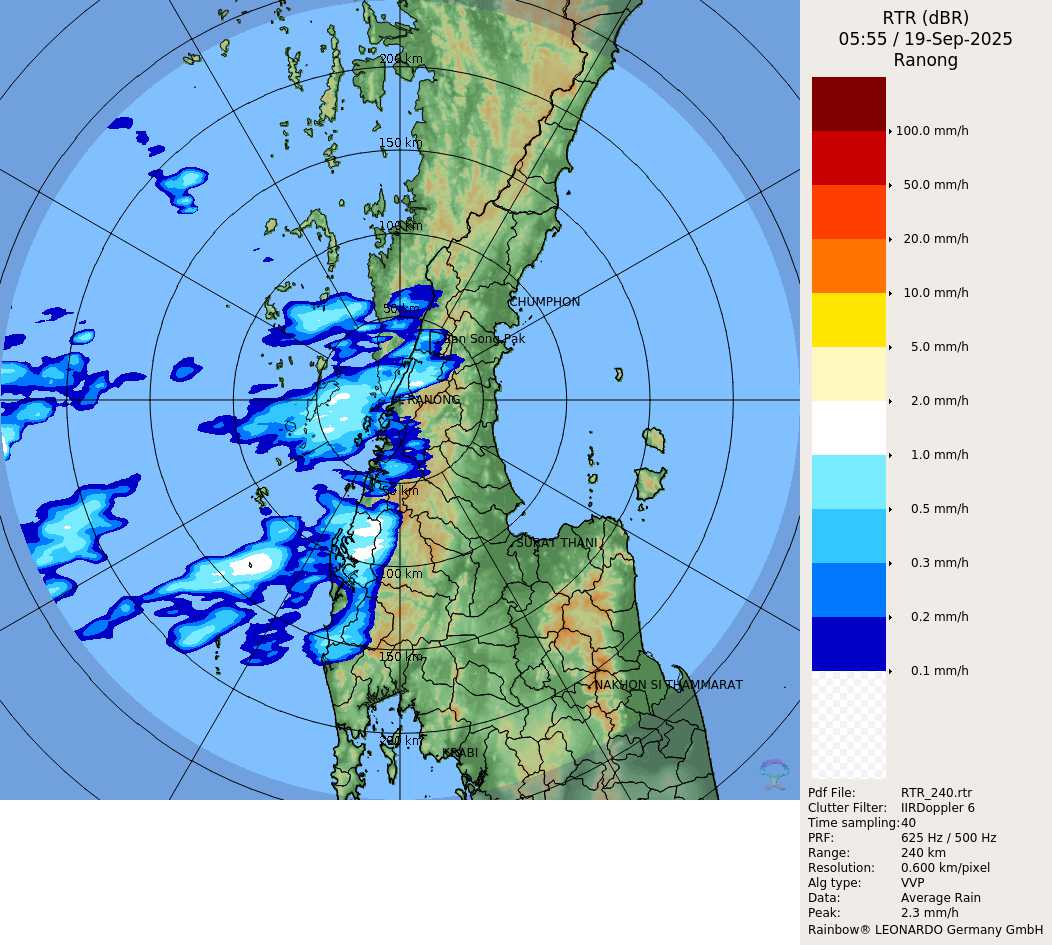 RTR (dBR)
05:55 / 19-Sep-2025
Ranong
100.0 mm/h
50.0 mm/h
20.0 mm/h
10.0 mm/h
5.0 mm/h
2.0 mm/h
1.0 mm/h
0.5 mm/h
0.3 mm/h
0.2 mm/h
0.1 mm/h
200 km
150 km
100 km
50 km
CHUMPHON
Ban Song Pak
RANONG
50 km
SURAT THANI
100 km
150 km
NAKHON SI THAMMARAT
200 km
KRABI
Pdf File: RTR_240.rtr
Clutter Filter: IIRDoppler 6
Time sampling: 40
PRF: 625 Hz / 500 Hz
Range: 240 km
Resolution: 0.600 km/pixel
Alg type: VVP
Data: Average Rain
Peak: 2.3 mm/h
Rainbow® LEONARDO Germany GmbH